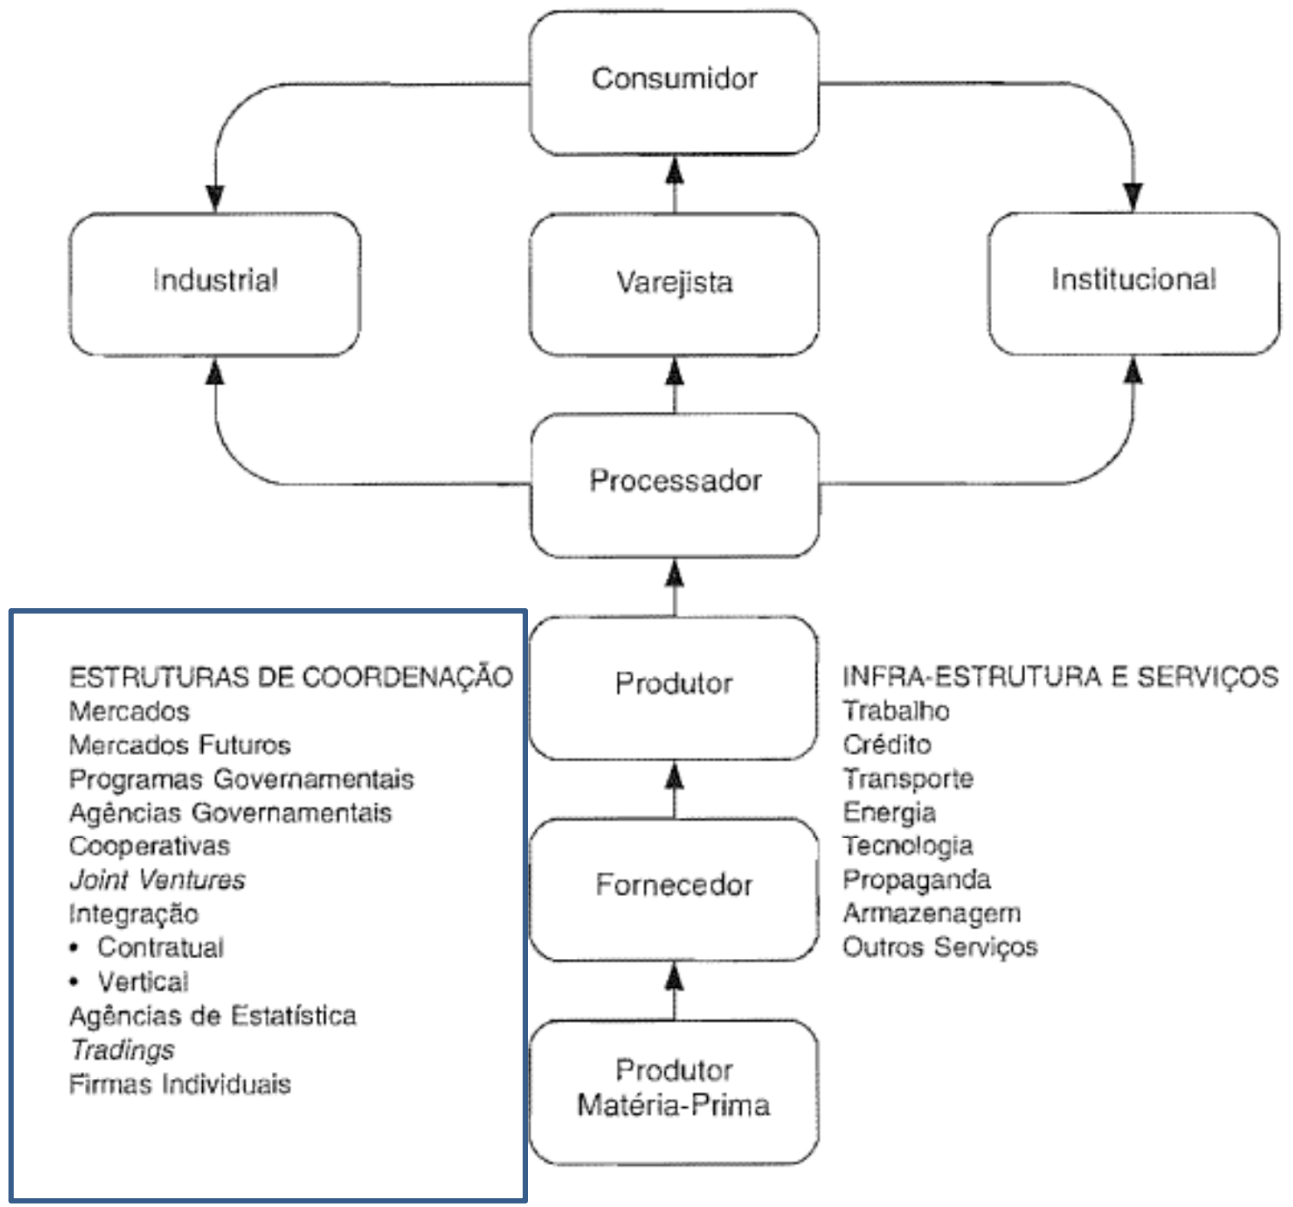 Consumidor
Industrial
Varejista
Institucional
Processador
Produtor
ESTRUTURAS DE COORDENAÇÃO
Mercados
Mercados Futuros
Programas Governamentais
Agências Governamentais
Cooperativas
Joint Ventures
Integração
• Contratual
• Vertical
Agências de Estatística
Tradings
Firmas Individuais
INFRA-ESTRUTURA E SERVIÇOS
Trabalho
Crédito
Transporte
Energia
Tecnologia
Propaganda
Armazenagem
Outros Serviços
Fornecedor
Produtor
Matéria-Prima